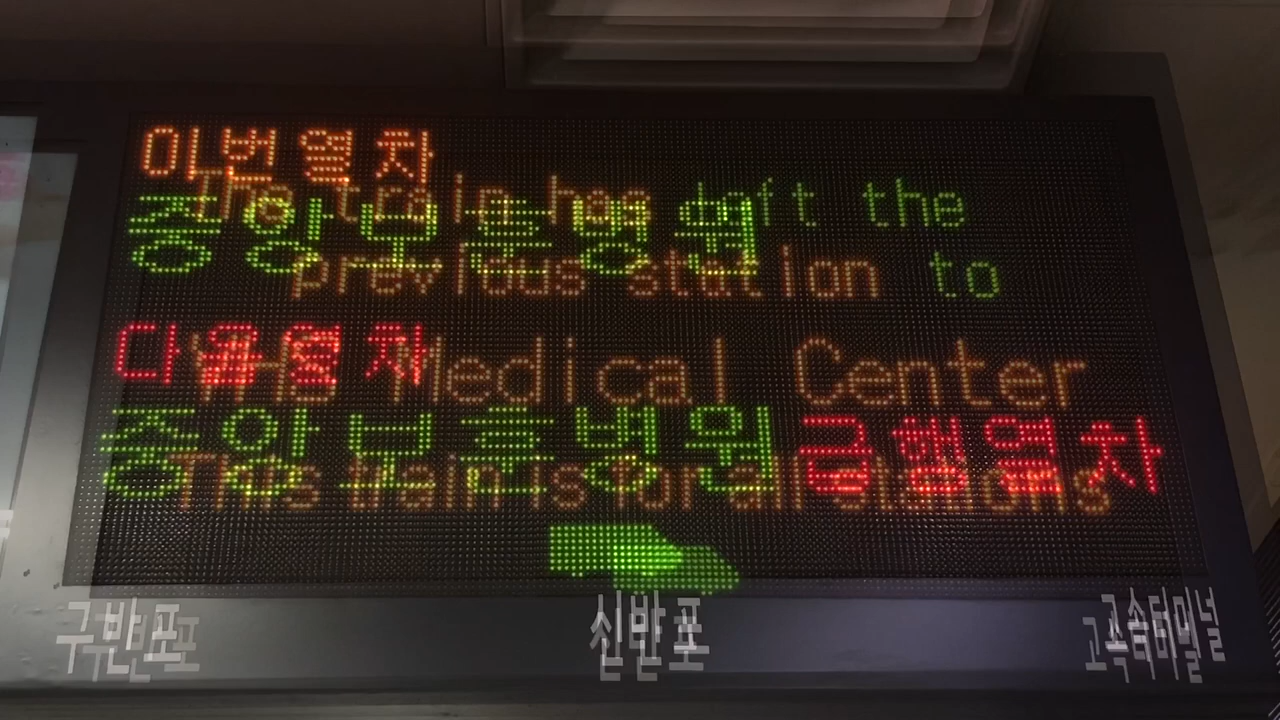 이번열차
The train has left the
중앙보훈병원
previous station to
다음열차
VHS Medical Center
중앙보훈병원 급행열차
This train is for all stations
구반포 신반포 고속터미널